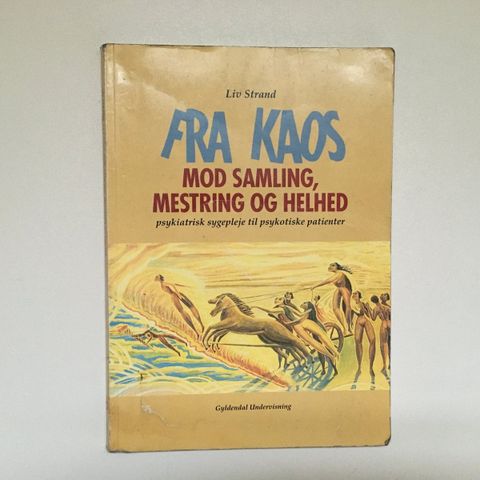 Liv Strand
FRA KAOS
MOD SAMLING,
MESTRING OG HELHED
psykiatrisk sygepleje til psykotiske patienter
Gyldendal Undervisning